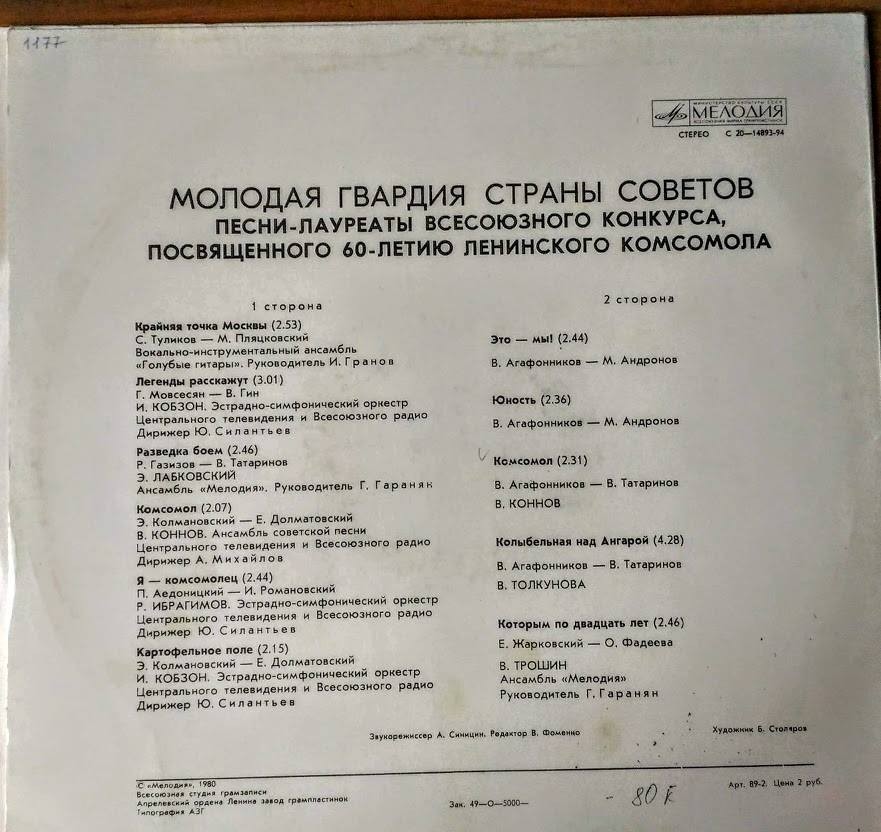 1177
МИНИСТЕРСТВО КУЛЬТУРЫ СССР
МЕЛОДИЯ
ВСЕСОЮЗНАЯ ФИРМА ГРАМПЛАСТИНОК
СТЕРЕО С 20—14893-94
МОЛОДАЯ ГВАРДИЯ СТРАНЫ СОВЕТОВ
ПЕСНИ-ЛАУРЕАТЫ ВСЕСОЮЗНОГО КОНКУРСА,
ПОСВЯЩЕННОГО 60-ЛЕТИЮ ЛЕНИНСКОГО КОМСОМОЛА
1 сторона
Крайняя точка Москвы (2.53)
С. Туликов — М. Пляцковский
Вокально-инструментальный ансамбль
«Голубые гитары». Руководитель И. Гранов
Легенды расскажут (3.01)
Г. Мовсесян — В. Гин
И. КОБЗОН. Эстрадно-симфонический оркестр
Центрального телевидения и Всесоюзного радио
Дирижер Ю. Силантьев
Разведка боем (2.46)
Р. Газизов — В. Татаринов
Э. ЛАБКОВСКИЙ
Ансамбль «Мелодия». Руководитель Г. Гаранян
Комсомол (2.07)
Э. Колмановский — Е. Долматовский
В. КОННОВ. Ансамбль советской песни
Центрального телевидения и Всесоюзного радио
Дирижер А. Михайлов
Я — комсомолец (2.44)
П. Аедоницкий — И. Романовский
Р. ИБРАГИМОВ. Эстрадно-симфонический оркестр
Центрального телевидения и Всесоюзного радио
Дирижер Ю. Силантьев
Картофельное поле (2.15)
Э. Колмановский — Е. Долматовский
И. КОБЗОН. Эстрадно-симфонический оркестр
Центрального телевидения и Всесоюзного радио
Дирижер Ю. Силантьев
2 сторона
Это — мы! (2.44)
В. Агафонников — М. Андронов
Юность (2.36)
В. Агафонников — М. Андронов
Комсомол (2.31)
В. Агафонников — В. Татаринов
В. КОННОВ
Колыбельная над Ангарой (4.28)
В. Агафонников — В. Татаринов
В. ТОЛКУНОВА
Которым по двадцать лет (2.46)
Е. Жарковский — О. Фадеева
В. ТРОШИН
Ансамбль «Мелодия»
Руководитель Г. Гаранян
Звукорежиссер А. Синицин. Редактор В. Фоменко
Художник Б. Столяров
© «Мелодия», 1980
Всесоюзная студия грамзаписи
Апрелевский ордена Ленина завод грампластинок
Типография АЗГ
Зак. 49—О—5000—
- 80 к
Арт. 89-2. Цена 2 руб.